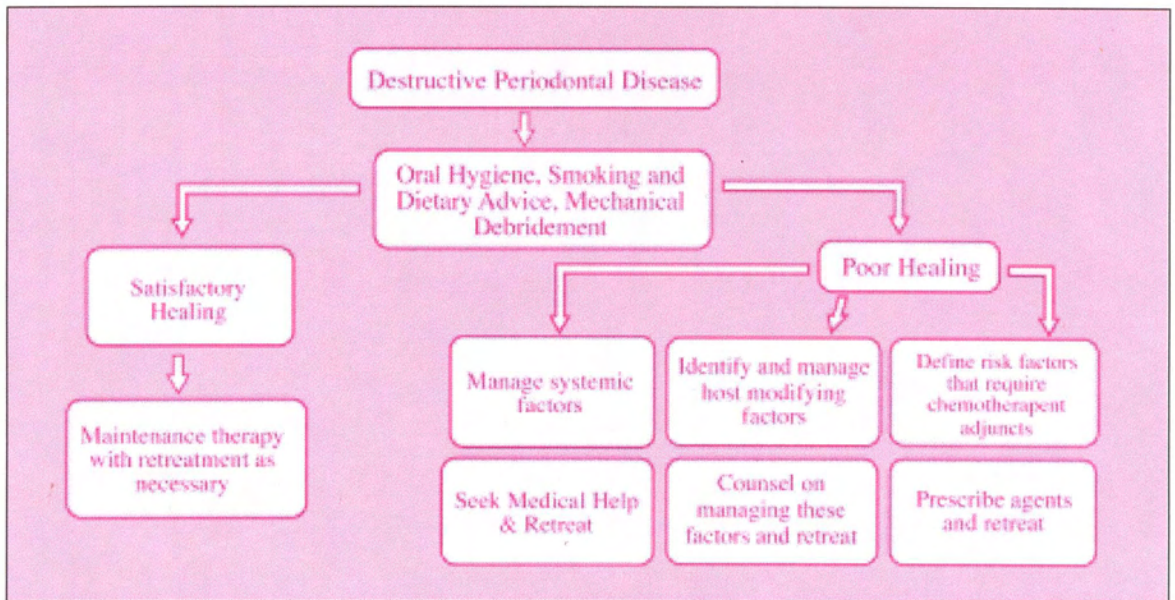 Destructive Periodontal Disease
Oral Hygiene, Smoking and
Dietary Advice, Mechanical
Debridement
Satisfactory
Healing
Maintenance therapy
with retreatment as
necessary
Poor Healing
Manage systemic
factors
Identify and manage
host modifying
factors
Define risk factors
that require
chemotherapent
adjuncts
Seek Medical Help
& Retreat
Counsel on
managing these
factors and retreat
Prescribe agents
and retreat